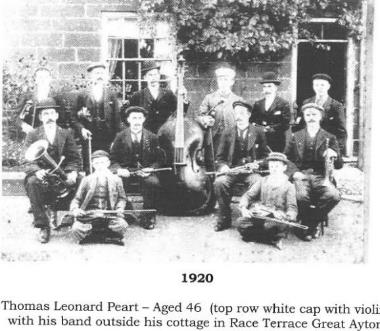 1920
Thomas Leonard Peart – Aged 46 (top row white cap with violi
with his band outside his cottage in Race Terrace Great Ayton